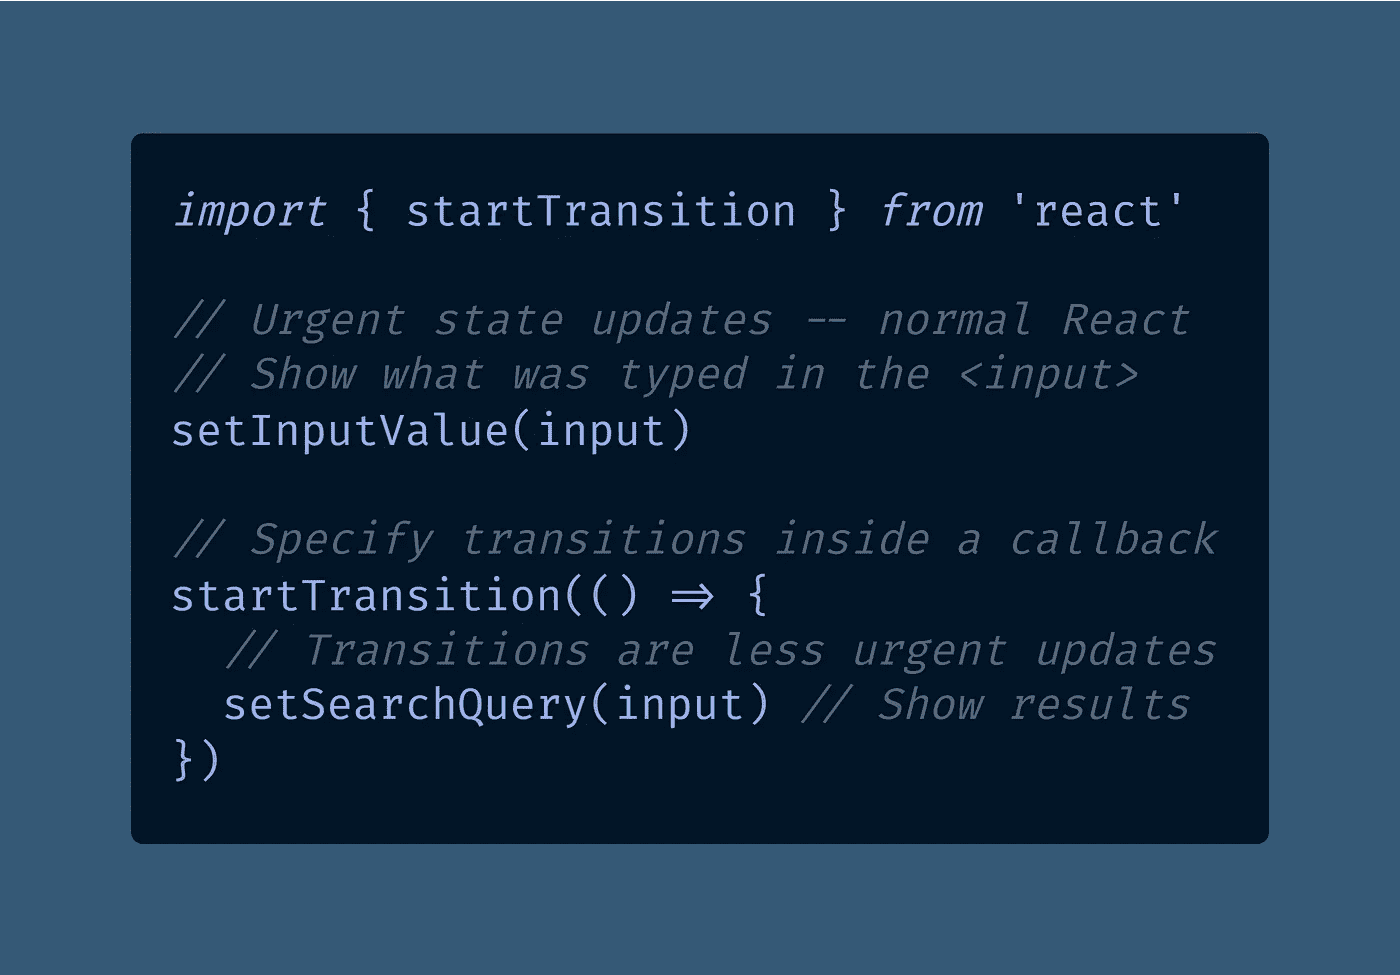 import { startTransition } from 'react'
// Urgent state updates -- normal React
// Show what was typed in the <input>
setInputValue(input)
// Specify transitions inside a callback
startTransition(() => {
// Transitions are less urgent updates
setSearchQuery(input) // Show results
})